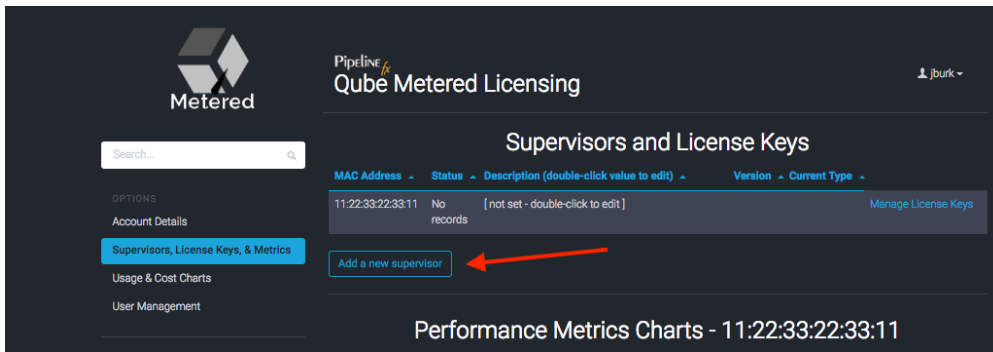 Metered
Pipelinefx
Qube Metered Licensing
jburk
Search...
OPTIONS
Account Details
Supervisors, License Keys, & Metrics
Usage & Cost Charts
User Management
Supervisors and License Keys
MAC Address Status Description (double-click value to edit) Version Current Type
11:22:33:22:33:11 No records [ not set - double-click to edit ] Manage License Keys
Add a new supervisor
Performance Metrics Charts - 11:22:33:22:33:11